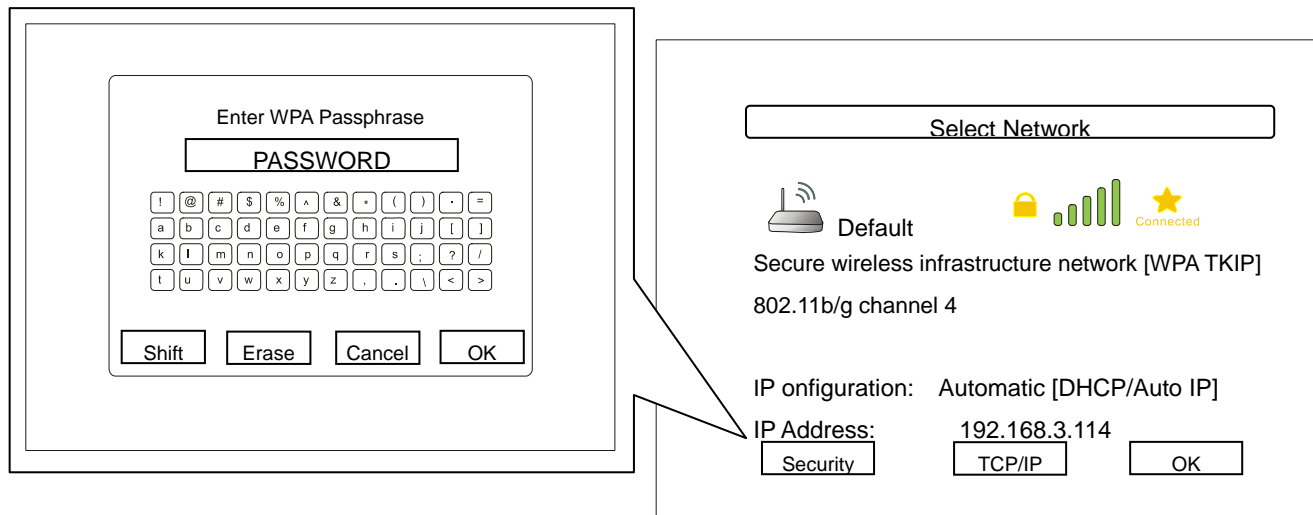 Enter WPA Passphrase
PASSWORD
! @ # $ % ^ & * ( ) · =
a b c d e f g h i j [ ]
k l m n o p q r s ; ? /
t u v w x y z , . \ < >
Shift Erase Cancel OK
Select Network
Default
Connected
Secure wireless infrastructure network [WPA TKIP]
802.11b/g channel 4
IP onfiguration: Automatic [DHCP/Auto IP]
IP Address: 192.168.3.114
Security TCP/IP OK